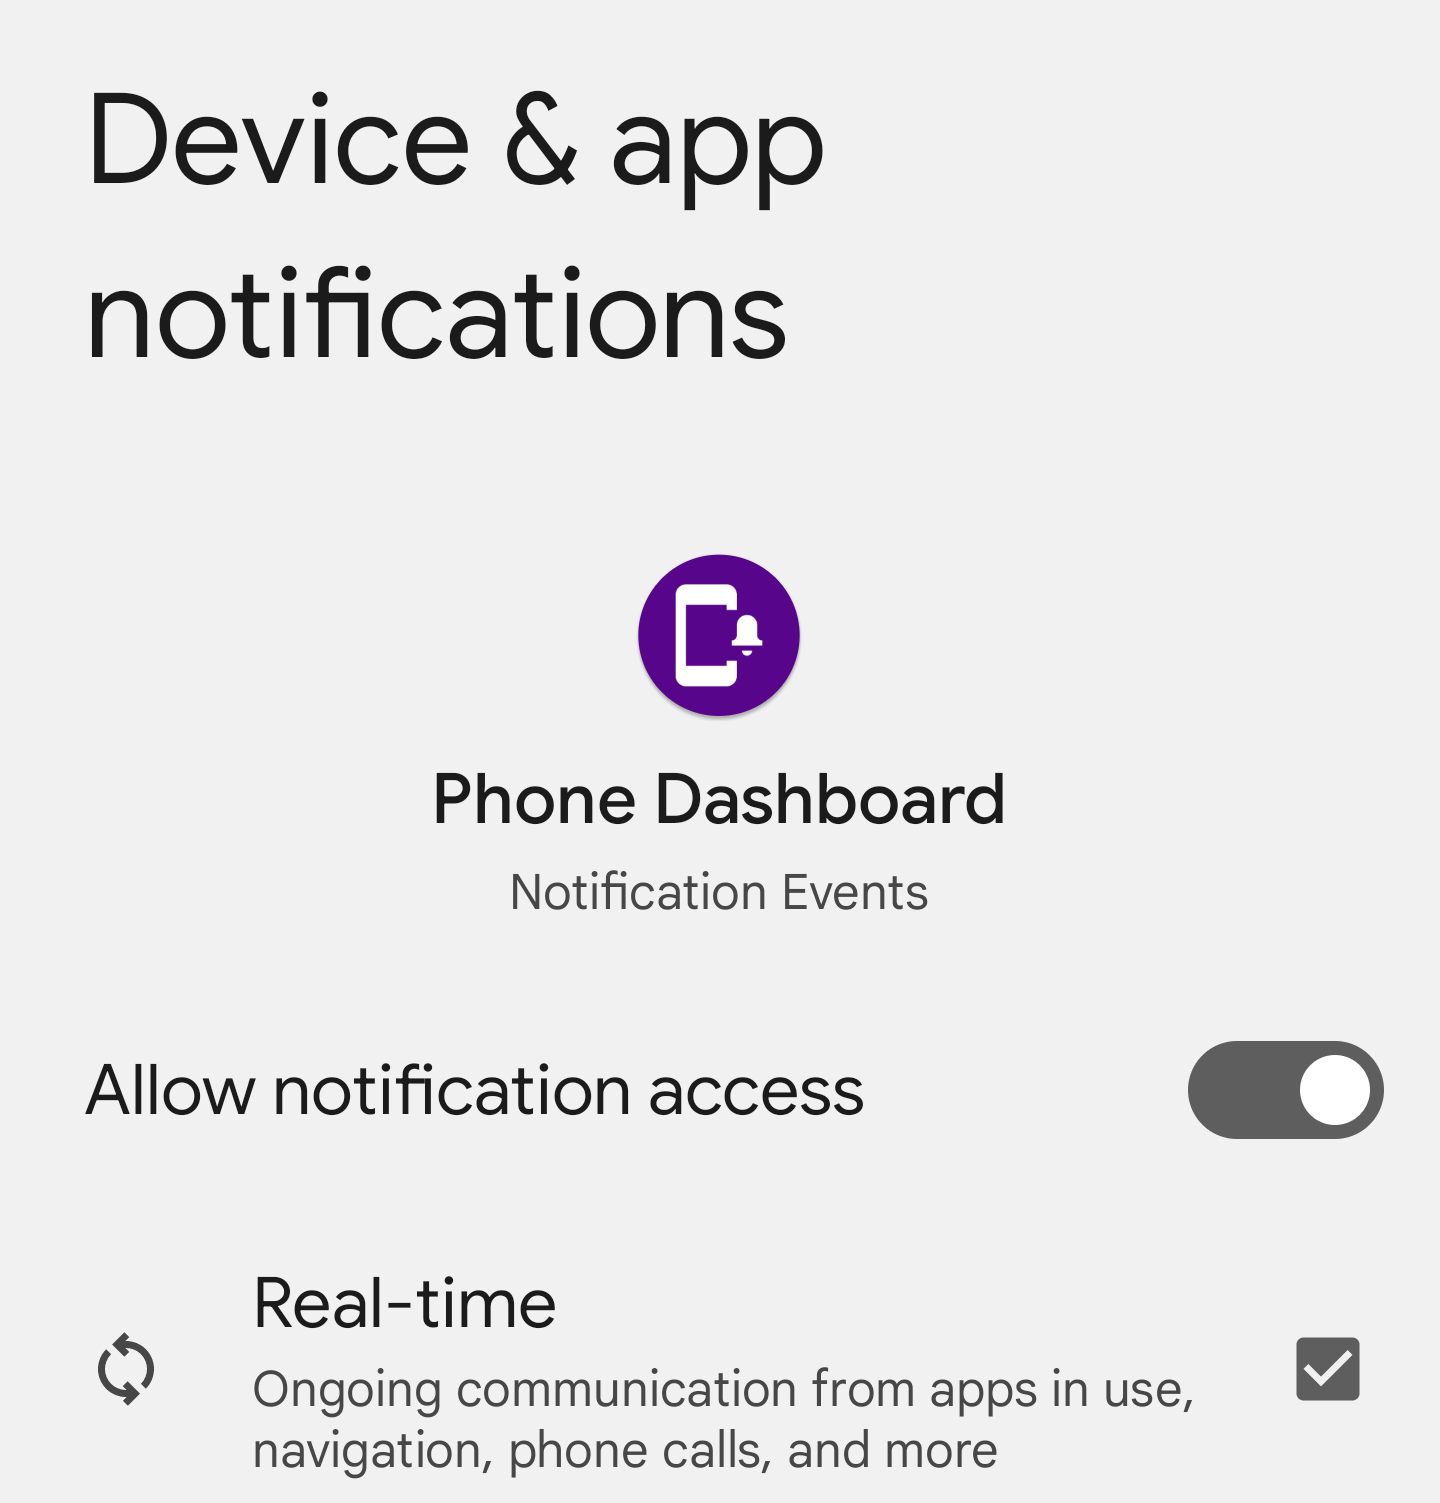 Device & app
notifications
Phone Dashboard
Notification Events
Allow notification access
Real-time
Ongoing communication from apps in use,
navigation, phone calls, and more